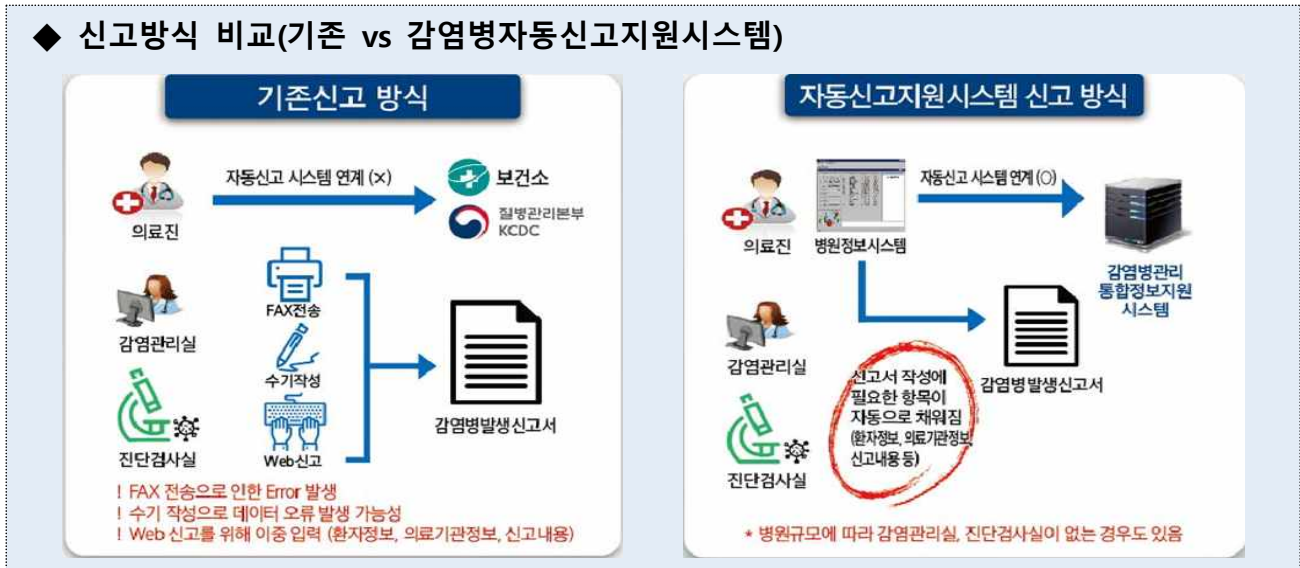 ◆ 신고방식 비교(기존 vs 감염병자동신고지원시스템)
기존신고 방식
자동신고 시스템 연계 (×)
보건소
질병관리본부
KCDC
의료진
FAX전송
감염관리실
수기작성
감염병발생신고서
진단검사실
Web신고
! FAX 전송으로 인한 Error 발생
! 수기 작성으로 데이터 오류 발생 가능성
! Web 신고를 위해 이중 입력 (환자정보, 의료기관정보, 신고내용)
자동신고지원시스템 신고 방식
자동신고 시스템 연계 (○)
의료진
병원정보시스템
감염병관리
통합정보지원
시스템
감염관리실
신고서 작성에
필요한 항목이
자동으로 채워짐
(환자정보, 의료기관정보,
신고내용 등)
감염병발생신고서
진단검사실
* 병원규모에 따라 감염관리실, 진단검사실이 없는 경우도 있음